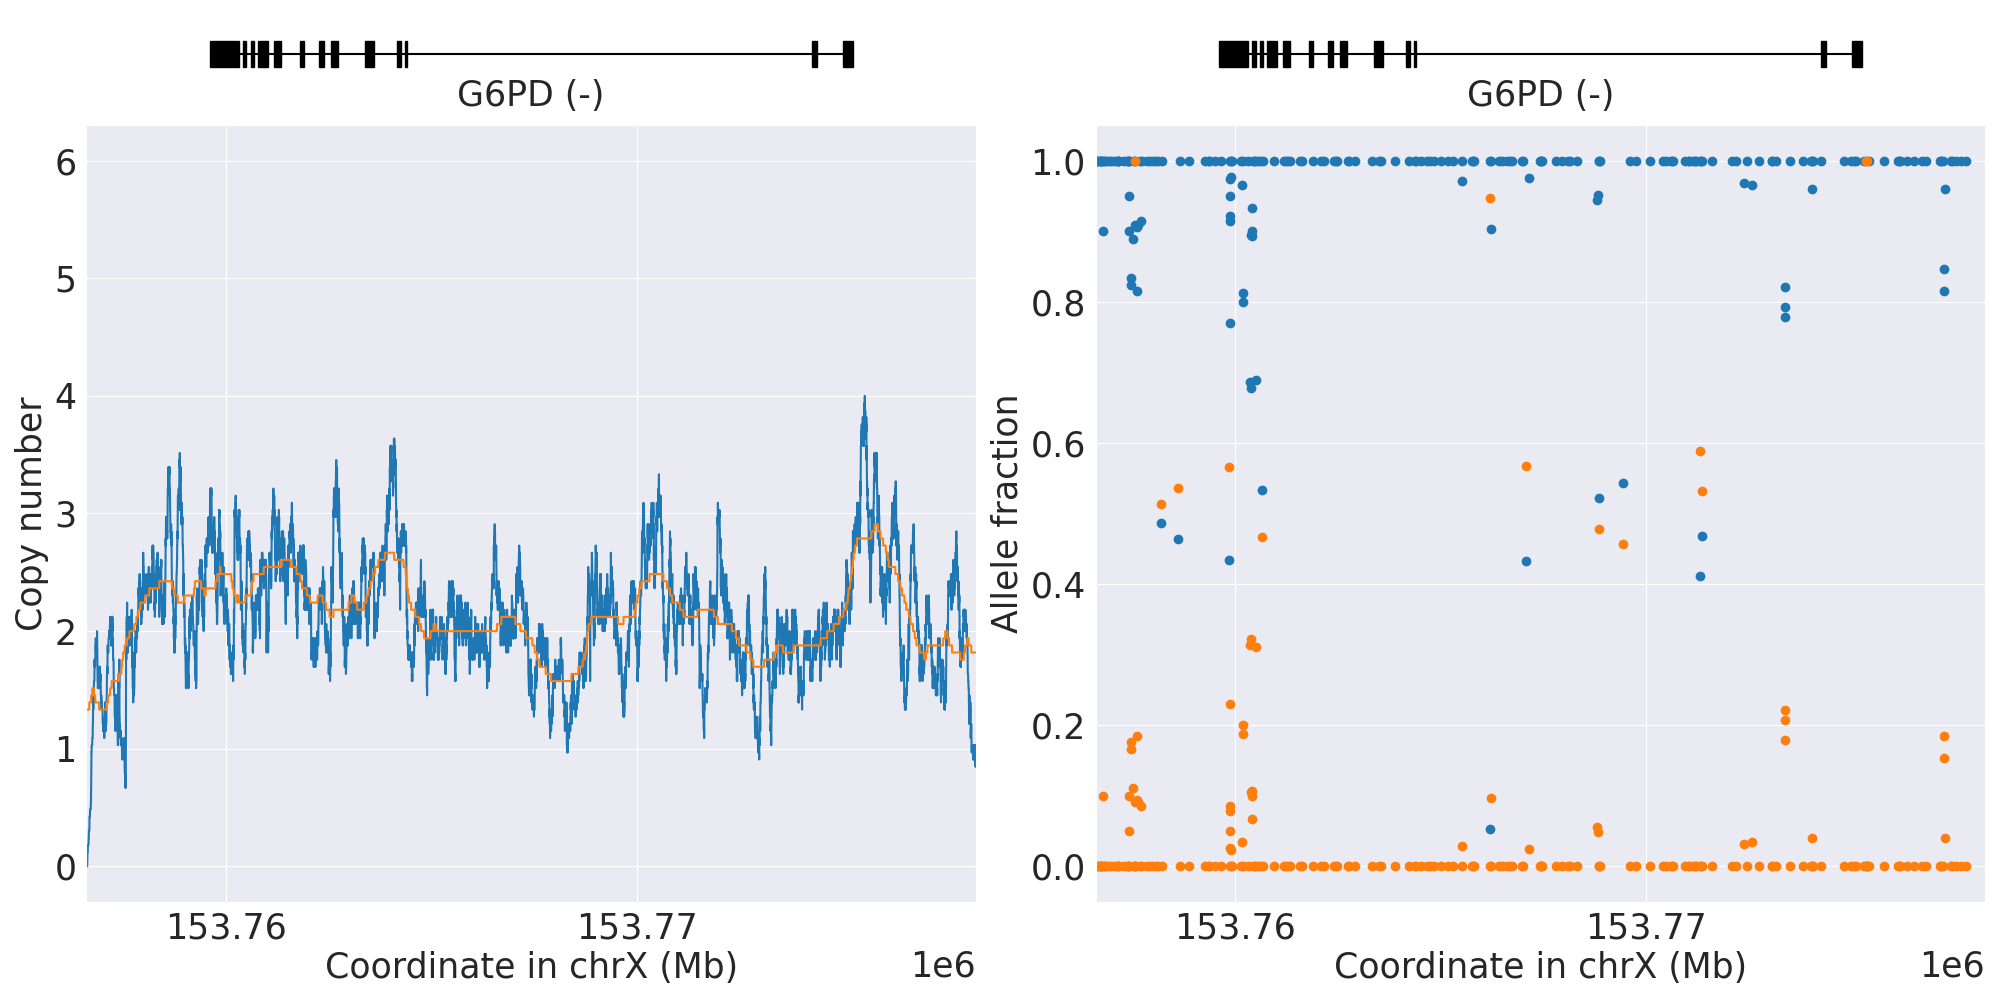 G6PD (-)
G6PD (-)
6
5
4
3
2
1
0
Copy number
153.76
153.77
Coordinate in chrX (Mb)
1e6
1.0
0.8
0.6
0.4
0.2
0.0
Allele fraction
153.76
153.77
Coordinate in chrX (Mb)
1e6